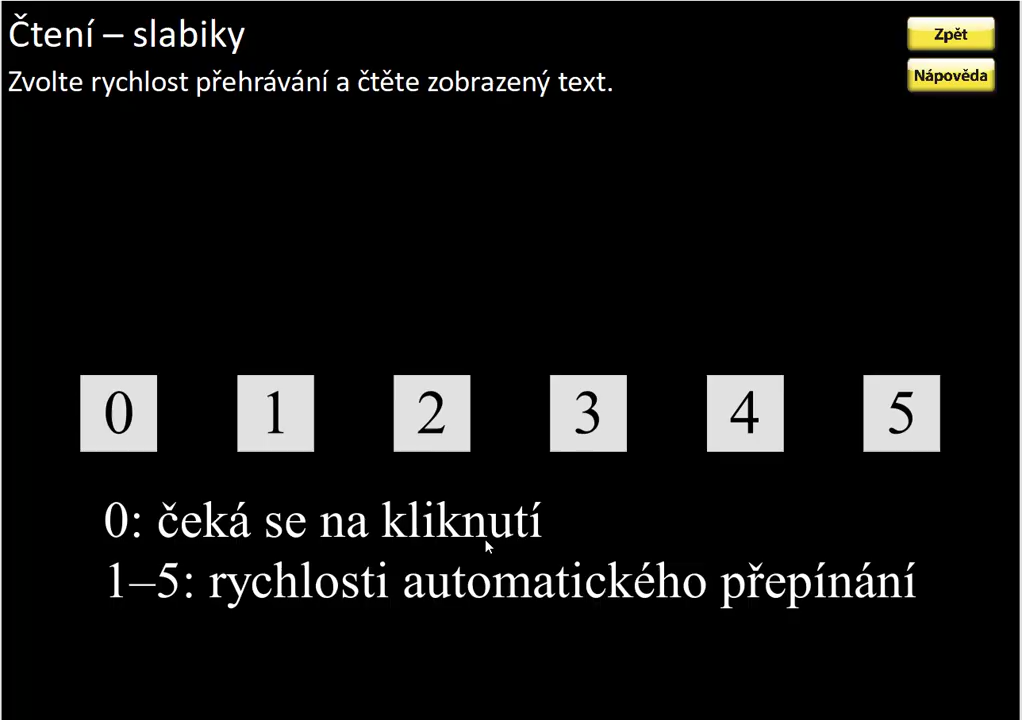 Čtení – slabiky
Zpět
Zvolte rychlost přehrávání a čtěte zobrazený text.
Nápověda
0 1 2 3 4 5
0: čeká se na kliknutí
1–5: rychlosti automatického přepínání